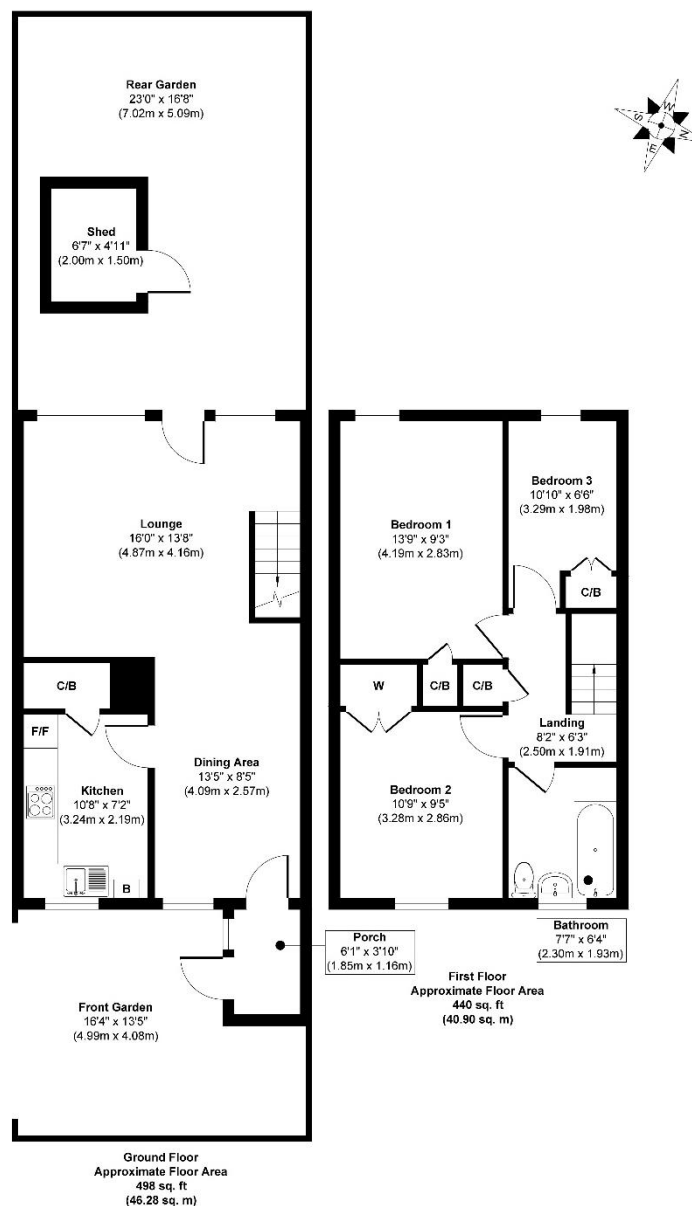 Rear Garden
23'0" x 16'8"
(7.02m x 5.09m)
W
N
S
E
Shed
6'7" x 4'11"
(2.00m x 1.50m)
Lounge
16'0" x 13'8"
(4.87m x 4.16m)
C/B
F/F
Kitchen
10'8" x 7'2"
(3.24m x 2.19m)
B
Dining Area
13'5" x 8'5"
(4.09m x 2.57m)
Porch
6'1" x 3'10"
(1.85m x 1.16m)
Front Garden
16'4" x 13'5"
(4.99m x 4.08m)
Ground Floor
Approximate Floor Area
498 sq. ft
(46.28 sq. m)
Bedroom 1
13'9" x 9'3"
(4.19m x 2.83m)
Bedroom 3
10'10" x 6'6"
(3.29m x 1.98m)
C/B
W
C/B
C/B
Landing
8'2" x 6'3"
(2.50m x 1.91m)
Bedroom 2
10'9" x 9'5"
(3.28m x 2.86m)
Bathroom
7'7" x 6'4"
(2.30m x 1.93m)
First Floor
Approximate Floor Area
440 sq. ft
(40.90 sq. m)